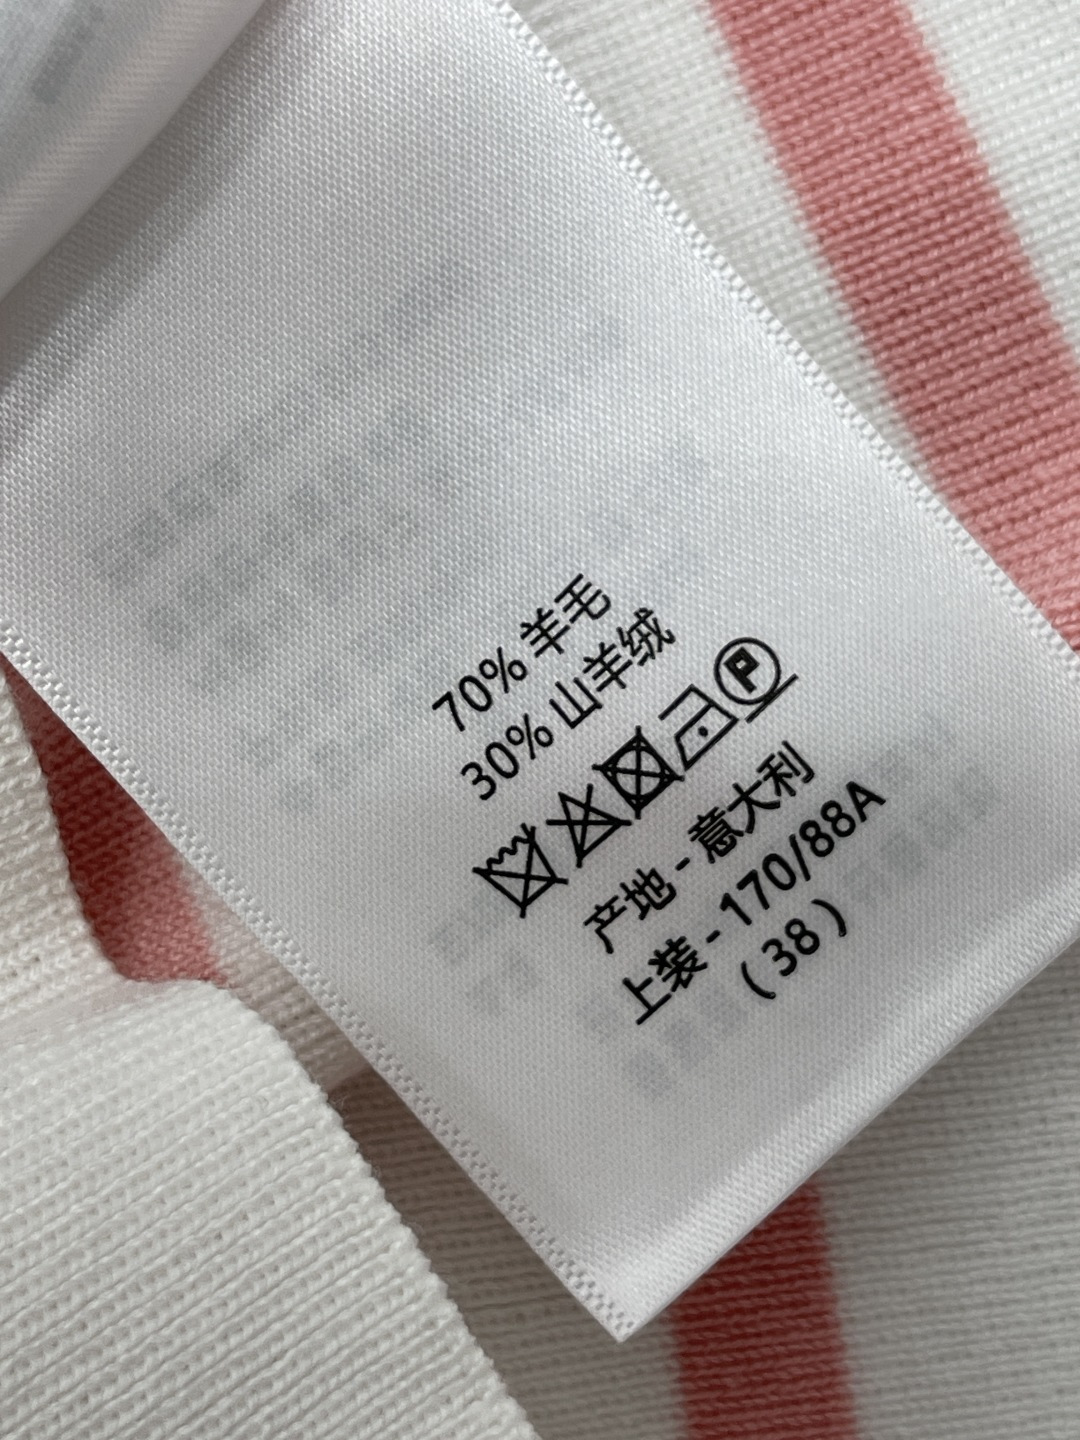 70% 羊毛
30% 山羊绒
P
产地 - 意大利
上装 - 170/88A
( 38 )